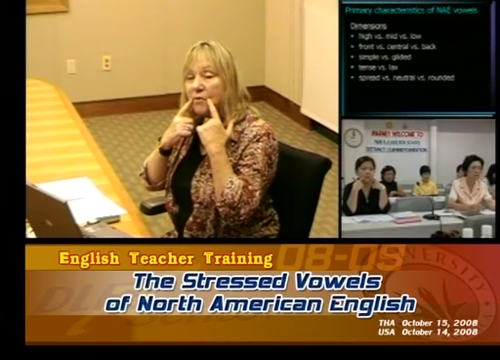 Primary characteristics of NAE vowels:
Dimensions
• high vs. mid vs. low
• front vs. central vs. back
• simple vs. glided
• tense vs. lax
• spread vs. neutral vs. rounded
English Teacher Training
08-09
The Stressed Vowels
of North American English
THA October 15, 2008
USA October 14, 2008